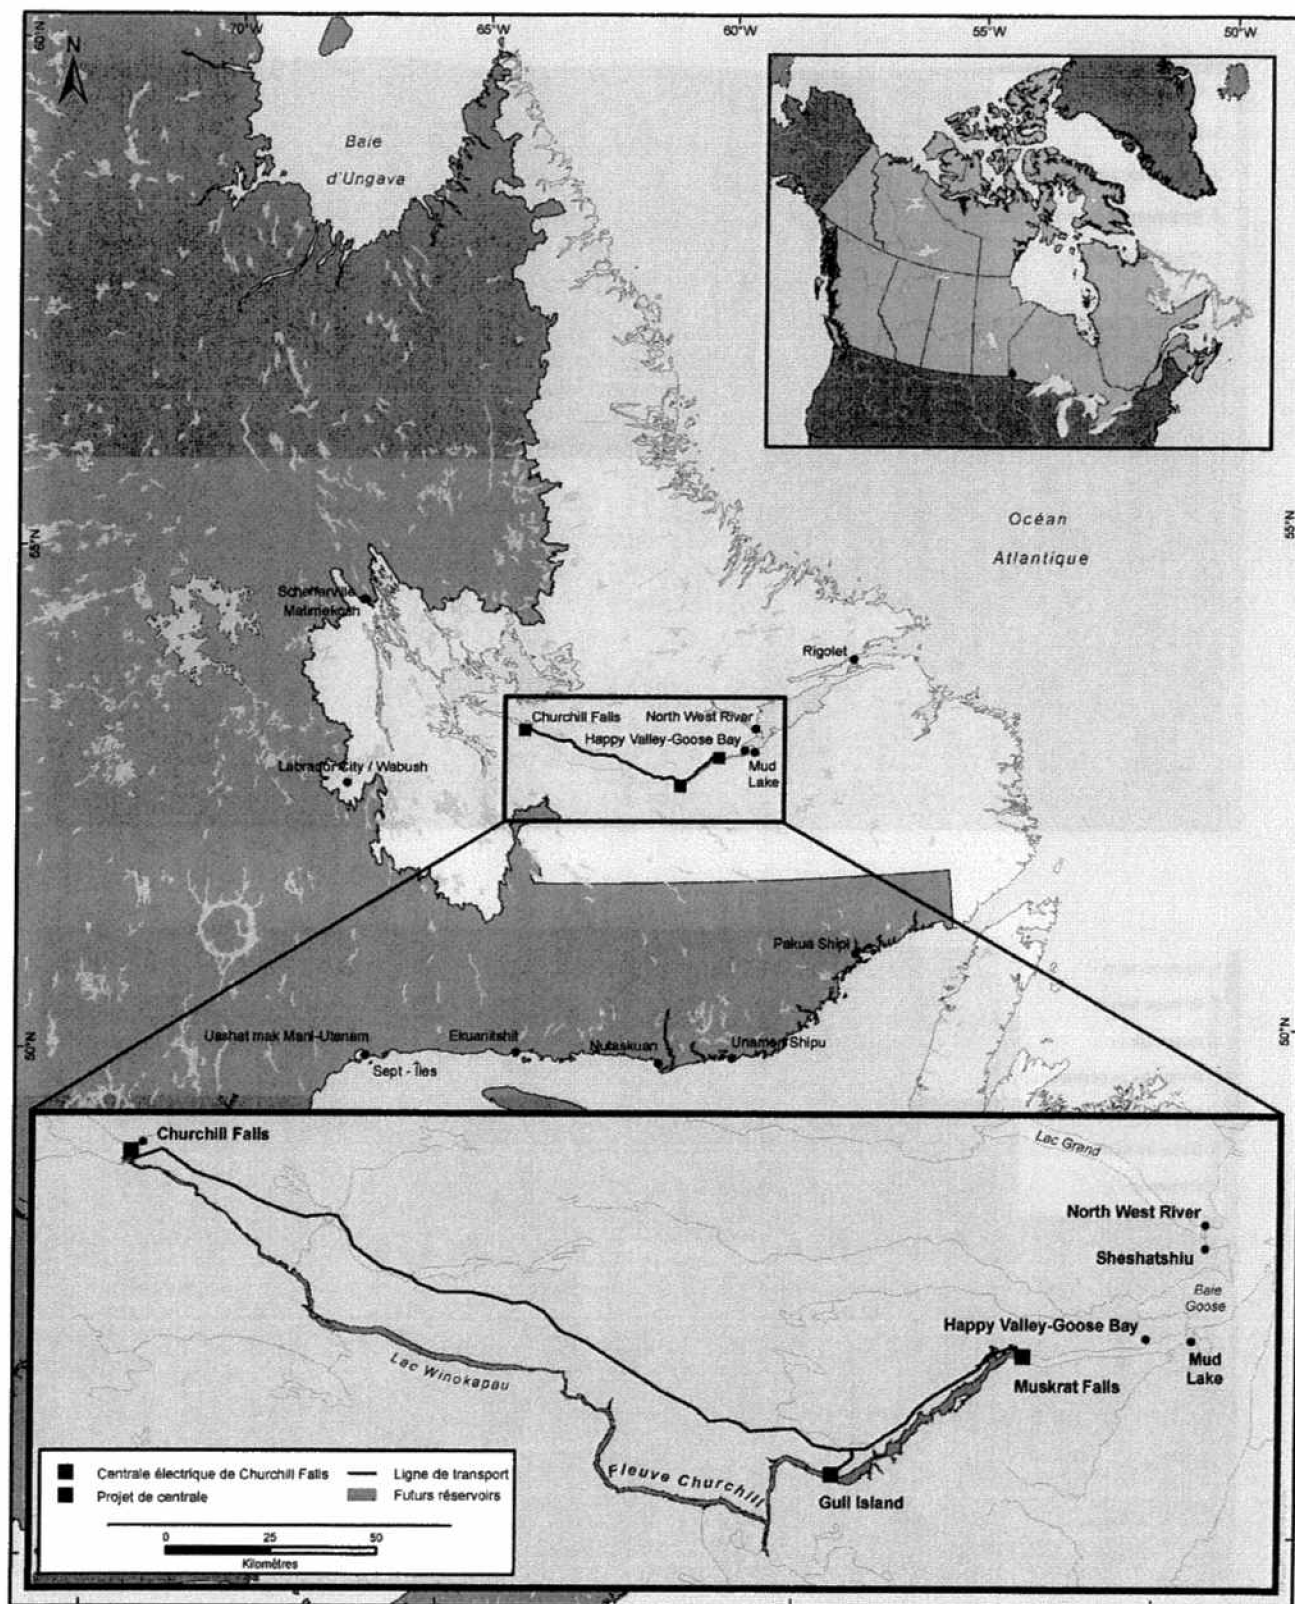 70°W
65°W
60°W
55°W
50°W
60°N
N
Baie
d'Ungava
Océan
Atlantique
55°N
55°N
Schefferville
Matimekosh
Rigolet
Churchill Falls
North West River
Happy Valley-Goose Bay
Mud
Lake
Labrador City / Wabush
Pakua Shipi
50°N
50°N
Uashat mak Mani-Utenam
Ekuanitshit
Nutaskuan
Unamen Shipu
Sept - Îles
Churchill Falls
Lac Grand
North West River
Sheshatshiu
Baie
Goose
Happy Valley-Goose Bay
Mud
Lake
Muskrat Falls
Lac Winokapau
Fleuve Churchill
Gull Island
Centrale électrique de Churchill Falls
Ligne de transport
Projet de centrale
Futurs réservoirs
0 25 50
Kilomètres